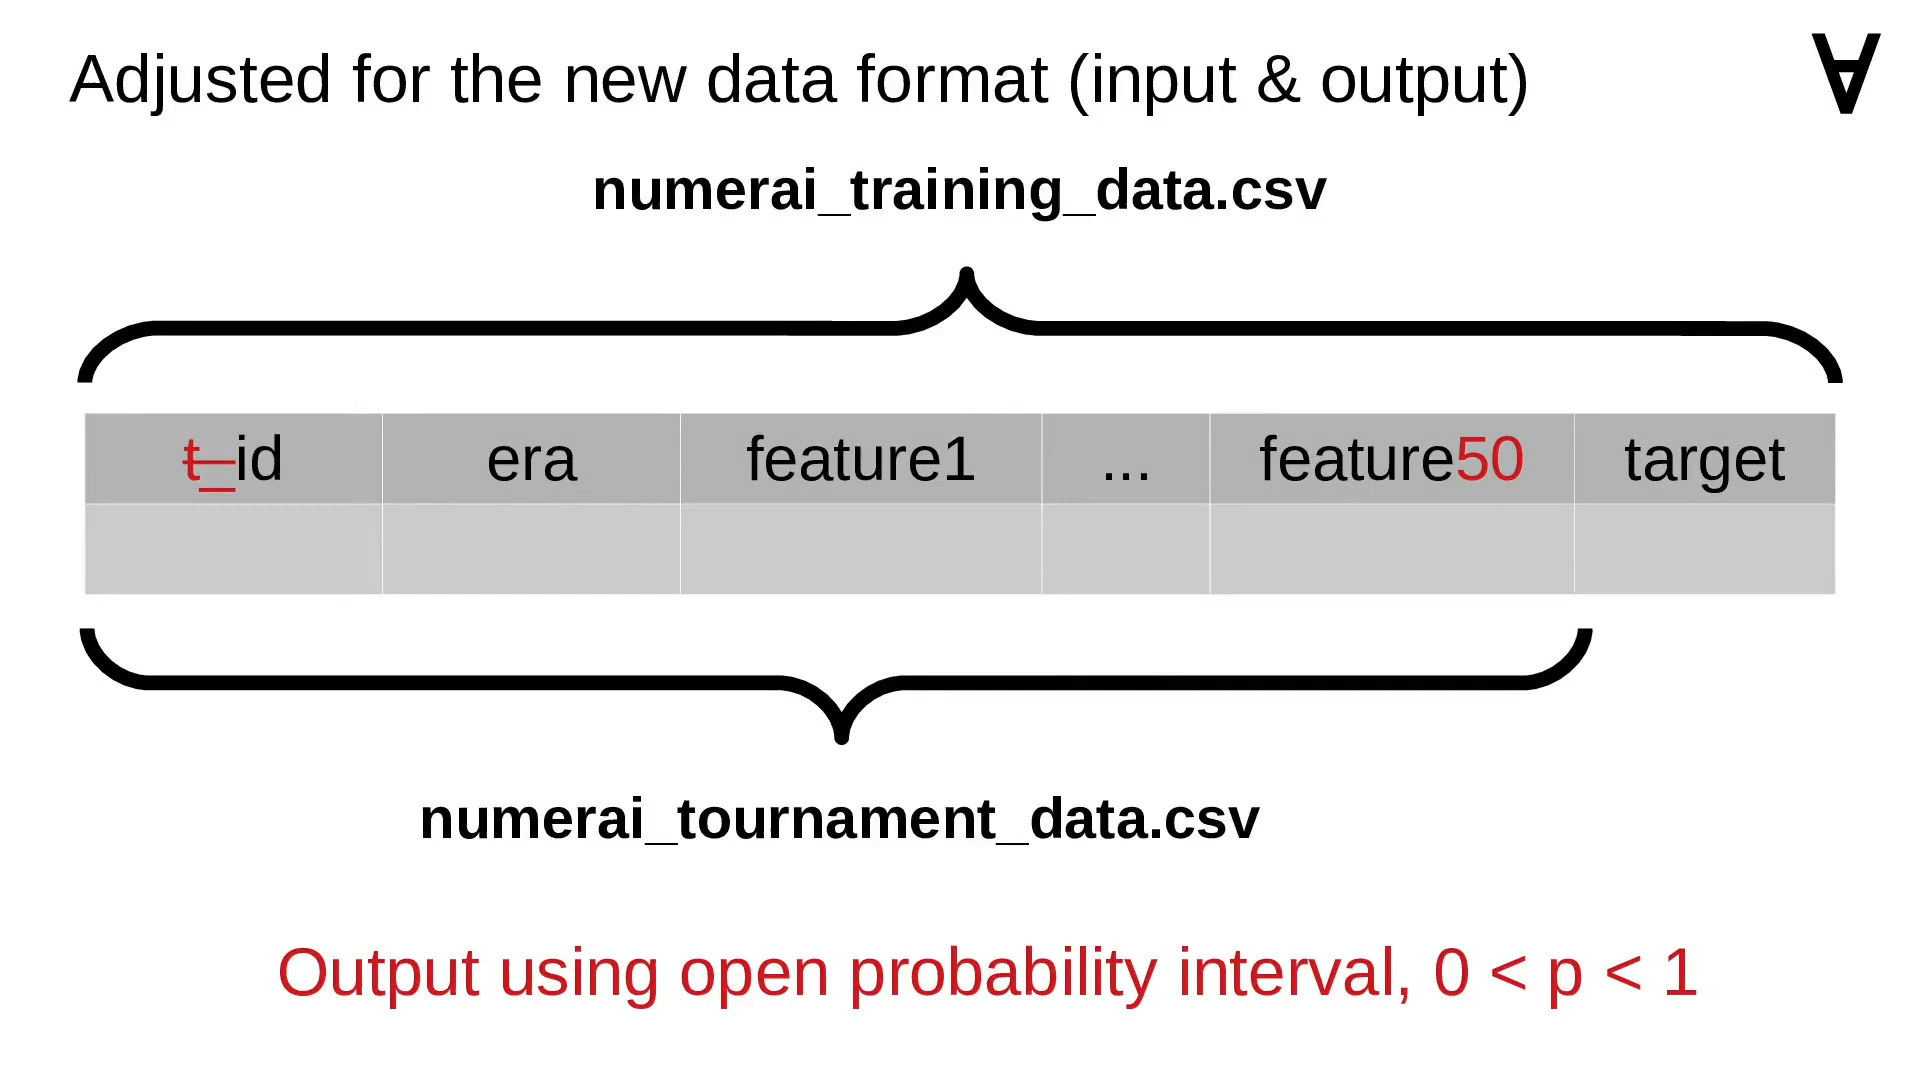 Adjusted for the new data format (input & output)
∀
numerai_training_data.csv
t_id era feature1 ... feature50 target
numerai_tournament_data.csv
Output using open probability interval, 0 < p < 1